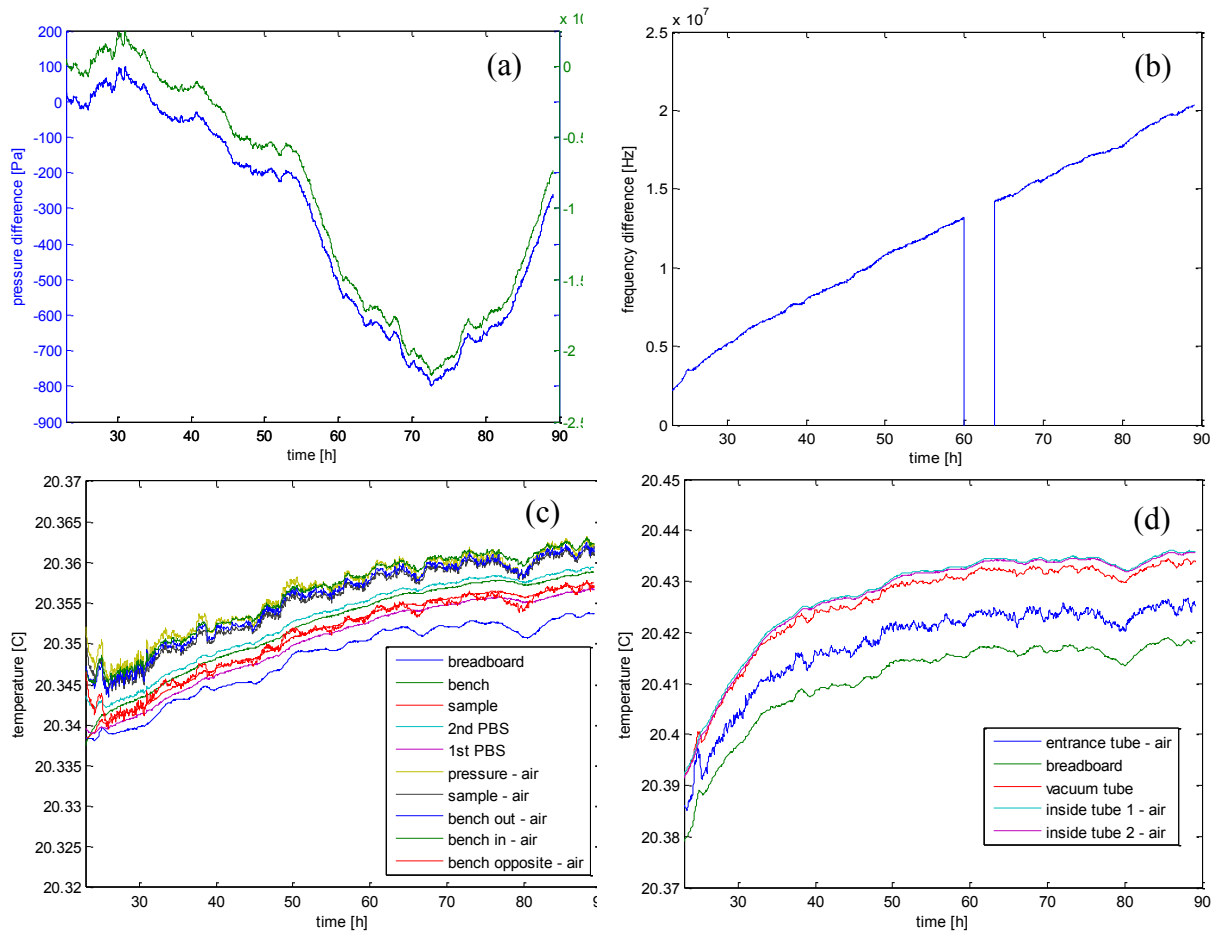 x 10
(a)
200
100
0
-100
-200
-300
-400
-500
-600
-700
-800
-900
pressure difference [Pa]
0
-0.5
-1
-1.5
-2
-2.5
30 40 50 60 70 80 90
time [h]
x 10^7
(b)
2.5
2
1.5
1
0.5
0
frequency difference [Hz]
30 40 50 60 70 80 90
time [h]
(c)
20.37
20.365
20.36
20.355
20.35
20.345
20.34
20.335
20.33
20.325
20.32
temperature [C]
breadboard
bench
sample
2nd PBS
1st PBS
pressure - air
sample - air
bench out - air
bench in - air
bench opposite - air
30 40 50 60 70 80
time [h]
(d)
20.45
20.44
20.43
20.42
20.41
20.4
20.39
20.38
20.37
temperature [C]
entrance tube - air
breadboard
vacuum tube
inside tube 1 - air
inside tube 2 - air
30 40 50 60 70 80 90
time [h]